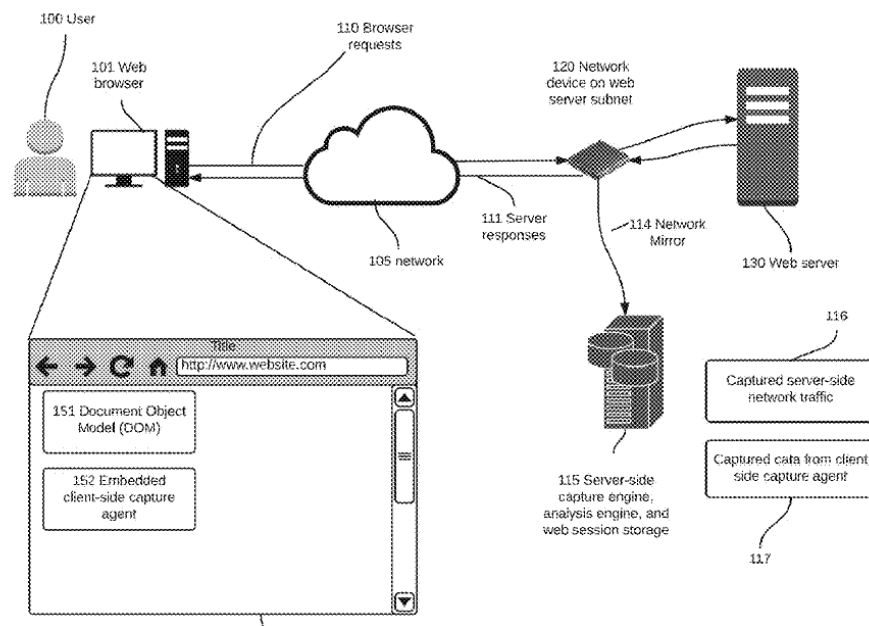 100 User
110 Browser
requests
101 Web
browser
120 Network
device on web
server subnet
111 Server
responses
114 Network
Mirror
105 network
130 Web server
Title
http://www.website.com
116
151 Document Object
Model (DOM)
Captured server-side
network traffic
152 Embedded
client-side capture
agent
Captured cata from client
side capture agent
115 Server-side
capture engine,
analysis engine, and
web session storage
117